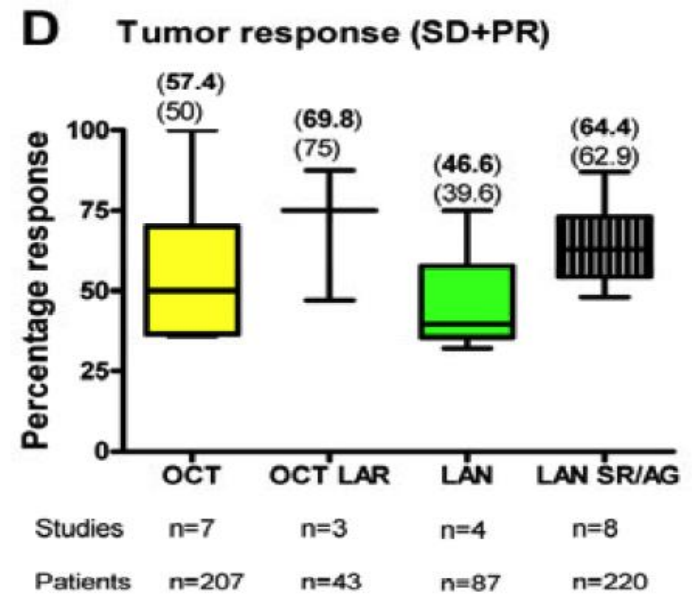 D Tumor response (SD+PR)
(57.4)
(50)
(69.8)
(75)
(46.6)
(39.6)
(64.4)
(62.9)
Percentage response
100
75
50
25
0
OCT OCT LAR LAN LAN SR/AG
Studies n=7 n=3 n=4 n=8
Patients n=207 n=43 n=87 n=220